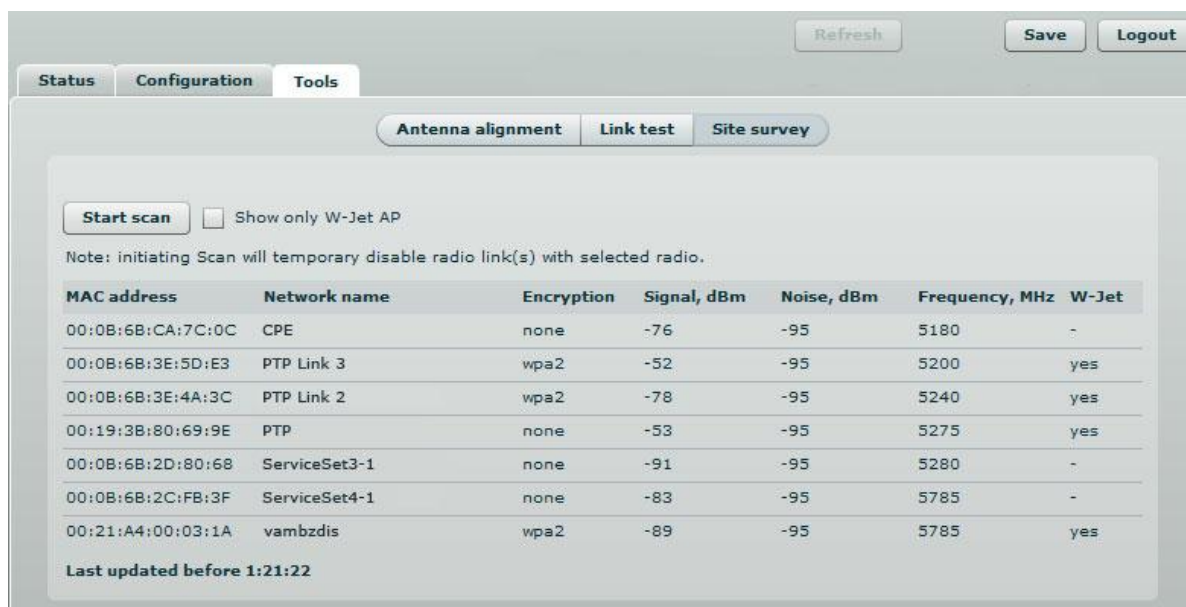 Refresh Save Logout
Status Configuration Tools
Antenna alignment Link test Site survey
Start scan Show only W-Jet AP
Note: initiating Scan will temporary disable radio link(s) with selected radio.
MAC address Network name Encryption Signal, dBm Noise, dBm Frequency, MHz W-Jet
00:0B:6B:CA:7C:0C CPE none -76 -95 5180 -
00:0B:6B:3E:5D:E3 PTP Link 3 wpa2 -52 -95 5200 yes
00:0B:6B:3E:4A:3C PTP Link 2 wpa2 -78 -95 5240 yes
00:19:3B:80:69:9E PTP none -53 -95 5275 yes
00:0B:6B:2D:80:68 ServiceSet3-1 none -91 -95 5280 -
00:0B:6B:2C:FB:3F ServiceSet4-1 none -83 -95 5785 -
00:21:A4:00:03:1A vambzdis wpa2 -89 -95 5785 yes
Last updated before 1:21:22